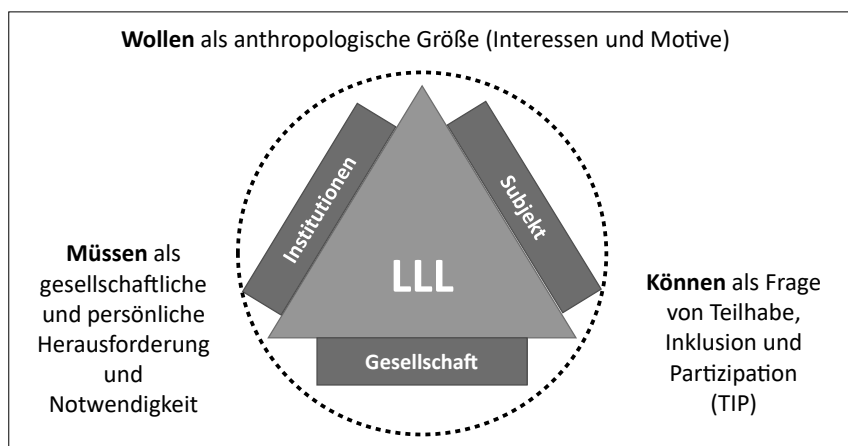 Wollen als anthropologische Größe (Interessen und Motive)
Institutionen
Subjekt
LLL
Gesellschaft
Müssen als
gesellschaftliche
und persönliche
Herausforderung
und
Notwendigkeit
Können als Frage
von Teilhabe,
Inklusion und
Partizipation
(TIP)